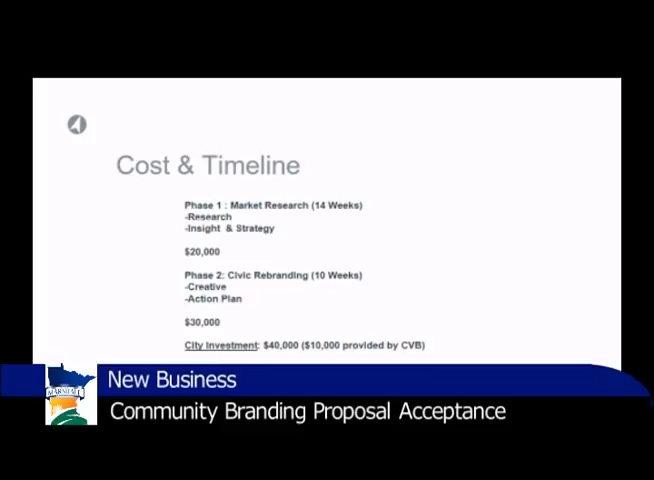 Cost & Timeline
Phase 1 : Market Research (14 Weeks)
-Research
-Insight & Strategy
$20,000
Phase 2: Civic Rebranding (10 Weeks)
-Creative
-Action Plan
$30,000
City Investment: $40,000 ($10,000 provided by CVB)
New Business
MARSHALL
Community Branding Proposal Acceptance